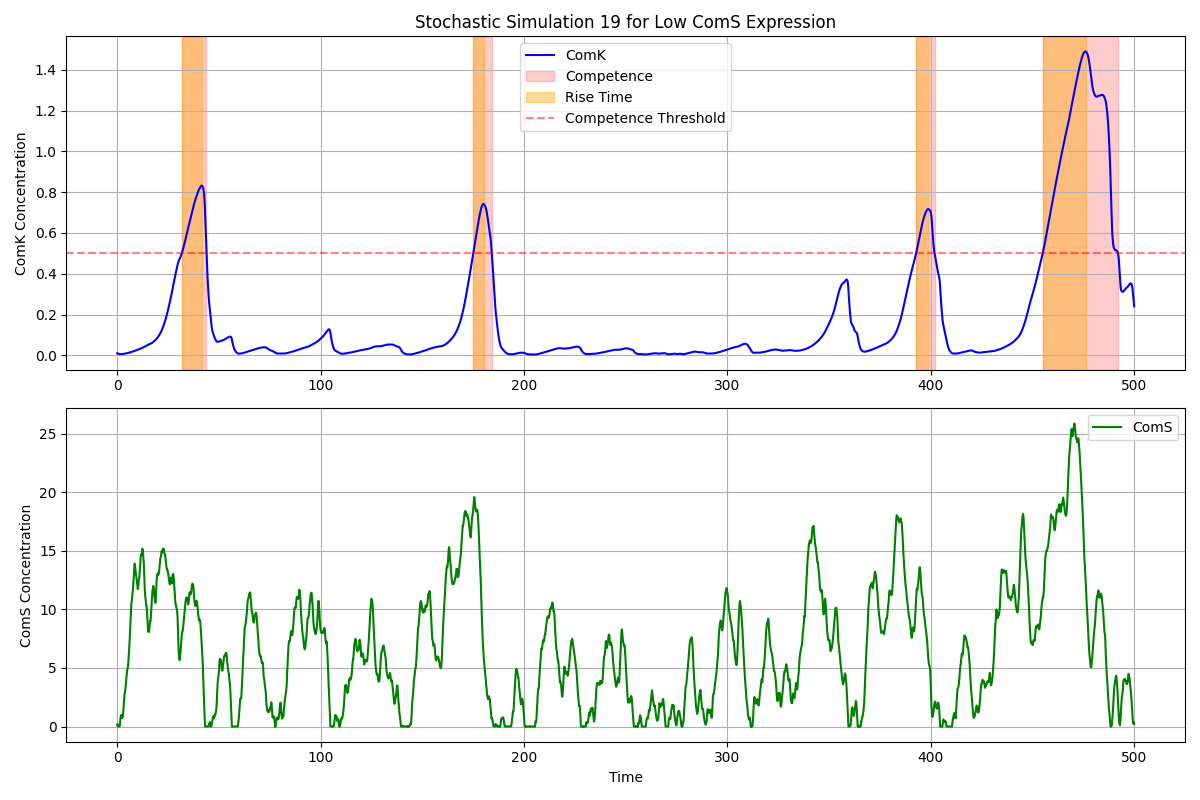 Stochastic Simulation 19 for Low ComS Expression
ComK Concentration
1.4
1.2
1.0
0.8
0.6
0.4
0.2
0.0
ComK
Competence
Rise Time
Competence Threshold
0 100 200 300 400 500
ComS Concentration
25
20
15
10
5
0
ComS
0 100 200 300 400 500
Time